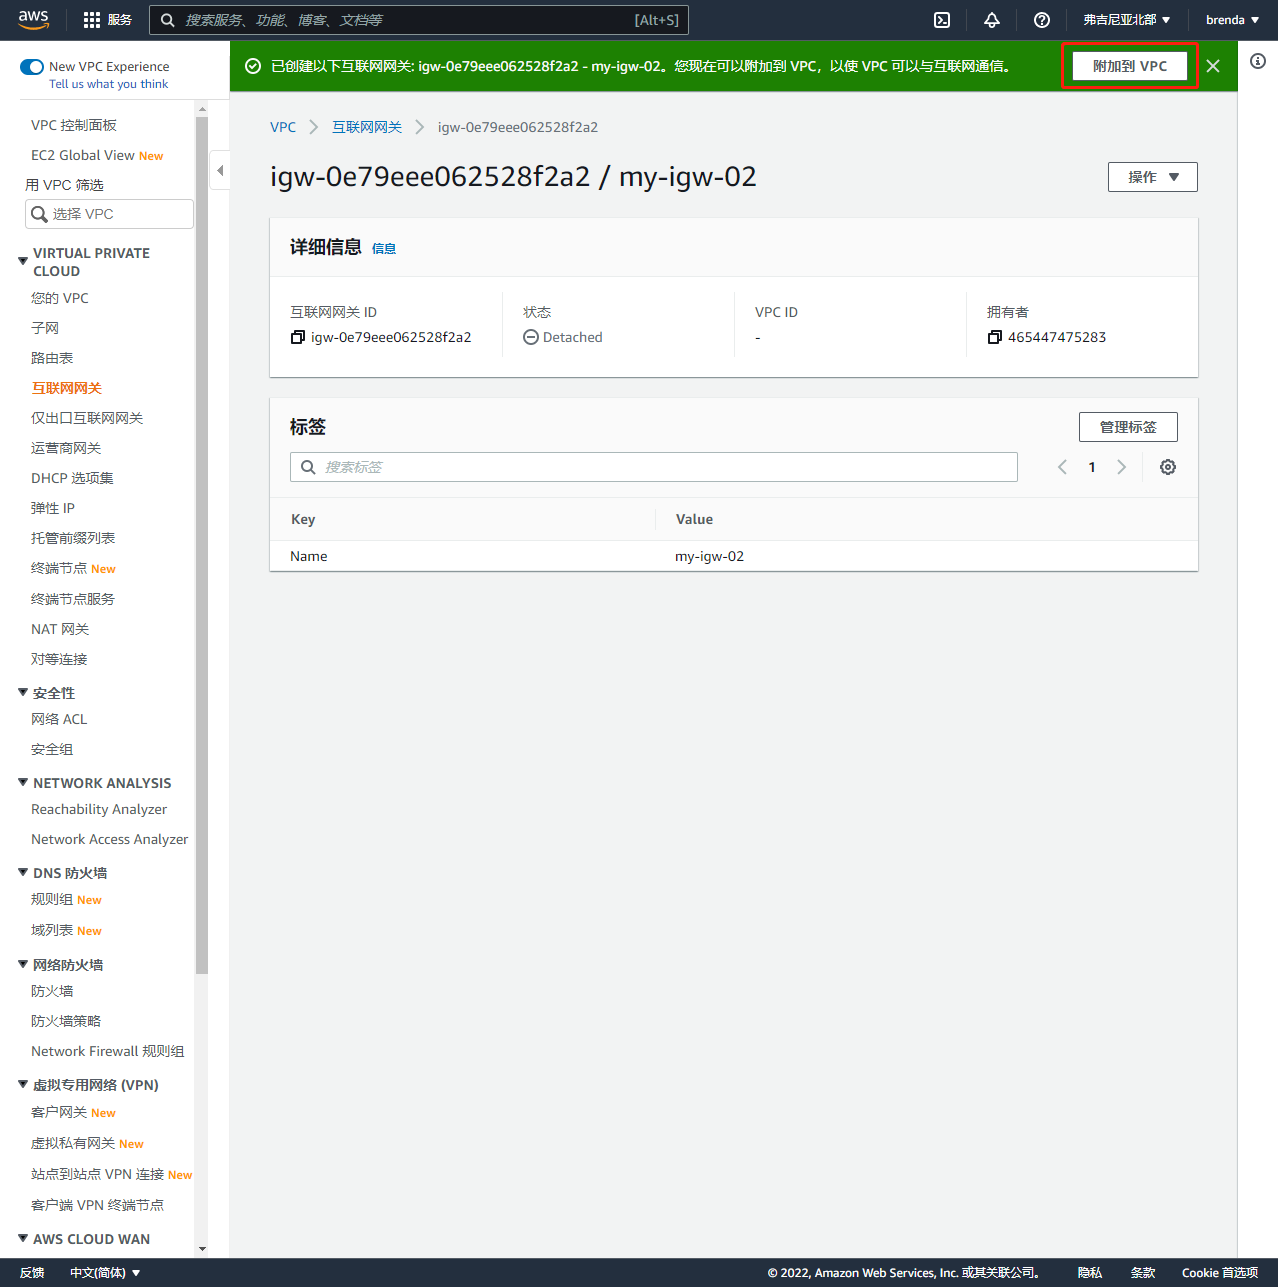 aws
服务
搜索服务、功能、博客、文档等
[Alt+S]
弗吉尼亚北部
brenda
New VPC Experience
Tell us what you think
VPC 控制面板
EC2 Global View New
用 VPC 筛选
选择 VPC
VIRTUAL PRIVATE CLOUD
您的 VPC
子网
路由表
互联网网关
仅出口互联网网关
运营商网关
DHCP 选项集
弹性 IP
托管前缀列表
终端节点 New
终端节点服务
NAT 网关
对等连接
安全性
网络 ACL
安全组
NETWORK ANALYSIS
Reachability Analyzer
Network Access Analyzer
DNS 防火墙
规则组 New
域列表 New
网络防火墙
防火墙
防火墙策略
Network Firewall 规则组
虚拟专用网络 (VPN)
客户网关 New
虚拟私有网关 New
站点到站点 VPN 连接 New
客户端 VPN 终端节点
AWS CLOUD WAN
已创建以下互联网网关: igw-0e79eee062528f2a2 - my-igw-02。您现在可以附加到 VPC，以使 VPC 可以与互联网通信。
附加到 VPC
VPC
互联网网关
igw-0e79eee062528f2a2
igw-0e79eee062528f2a2 / my-igw-02
操作
详细信息 信息
互联网网关 ID
igw-0e79eee062528f2a2
状态
Detached
VPC ID
-
拥有者
465447475283
标签
管理标签
搜索标签
1
Key Value
Name my-igw-02
反馈
中文(简体)
© 2022, Amazon Web Services, Inc. 或其关联公司。
隐私
条款
Cookie 首选项